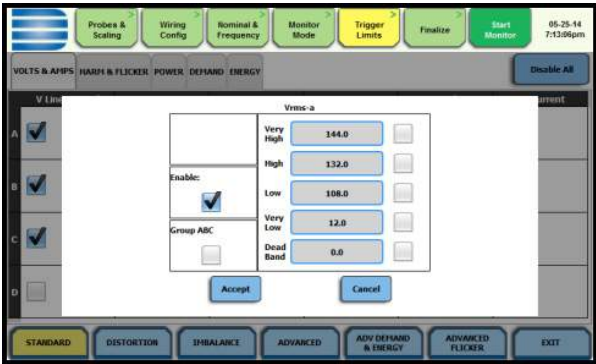 Probes & Scaling
Wiring Config
Nominal & Frequency
Monitor Mode
Trigger Limits
Finalize
Start Monitor
05-25-14
7:13:06pm
VOLTS & AMPS
HARM & FLICKER
POWER
DEMAND
ENERGY
Disable All
V Line
urrent
Vrms-a
Very High
144.0
High
132.0
Enable:
Low
108.0
Very Low
12.0
Group ABC
Dead Band
0.0
Accept
Cancel
A
B
C
D
STANDARD
DISTORTION
IMBALANCE
ADVANCED
ADV DEMAND & ENERGY
ADVANCED FLICKER
EXIT